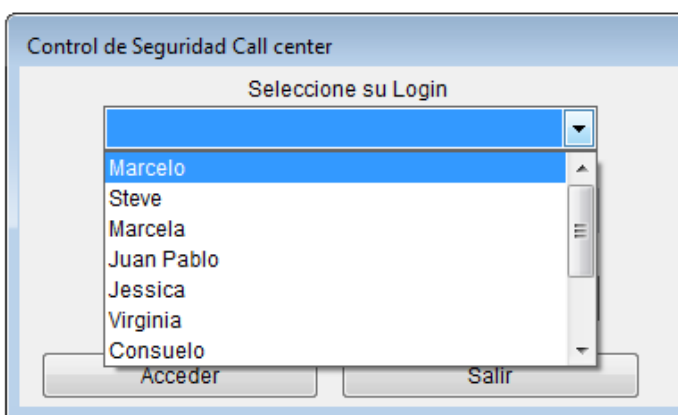 Control de Seguridad Call center
Seleccione su Login
Marcelo
Steve
Marcela
Juan Pablo
Jessica
Virginia
Consuelo
Acceder
Salir